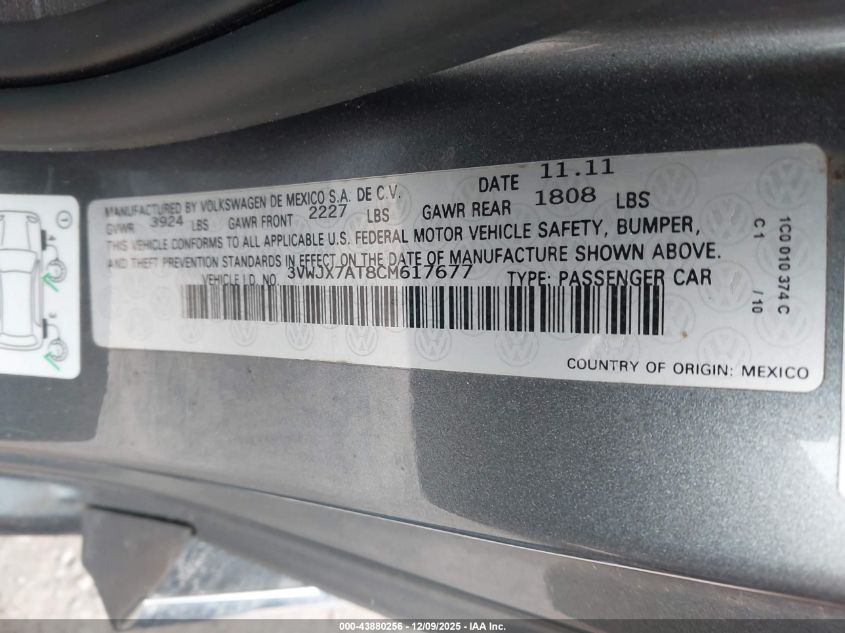 MANUFACTURED BY VOLKSWAGEN DE MEXICO S.A. DE C.V. DATE 11.11
GVWR 3924 LBS GAWR FRONT 2227 LBS GAWR REAR 1808 LBS
THIS VEHICLE CONFORMS TO ALL APPLICABLE U.S. FEDERAL MOTOR VEHICLE SAFETY, BUMPER,
AND THEFT PREVENTION STANDARDS IN EFFECT ON THE DATE OF MANUFACTURE SHOWN ABOVE.
VEHICLE I.D. NO. 3VWJX7AT8CM617677 TYPE: PASSENGER CAR
COUNTRY OF ORIGIN: MEXICO
1C0 010 374 C
C 1 / 10
4
3
000-43880256 - 12/09/2025 - IAA Inc.